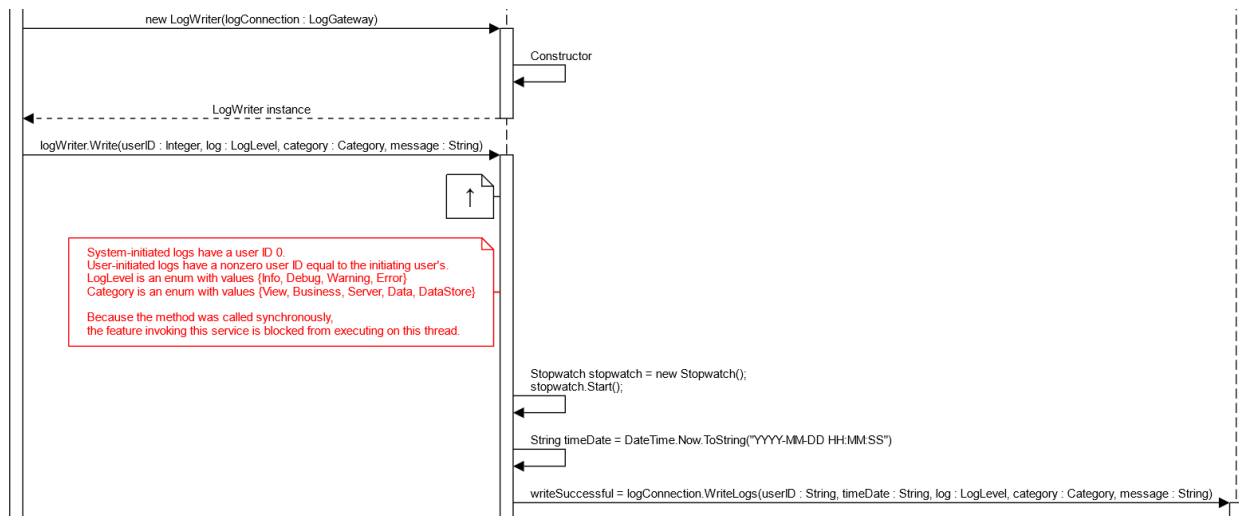 new LogWriter(logConnection : LogGateway)
Constructor
LogWriter instance
logWriter.Write(userID : Integer, log : LogLevel, category : Category, message : String)
↑
System-initiated logs have a user ID 0.
User-initiated logs have a nonzero user ID equal to the initiating user's.
LogLevel is an enum with values {Info, Debug, Warning, Error}
Category is an enum with values {View, Business, Server, Data, DataStore}
Because the method was called synchronously,
the feature invoking this service is blocked from executing on this thread.
Stopwatch stopwatch = new Stopwatch();
stopwatch.Start();
String timeDate = DateTime.Now.ToString("YYYY-MM-DD HH:MM:SS")
writeSuccessful = logConnection.WriteLogs(userID : String, timeDate : String, log : LogLevel, category : Category, message : String)